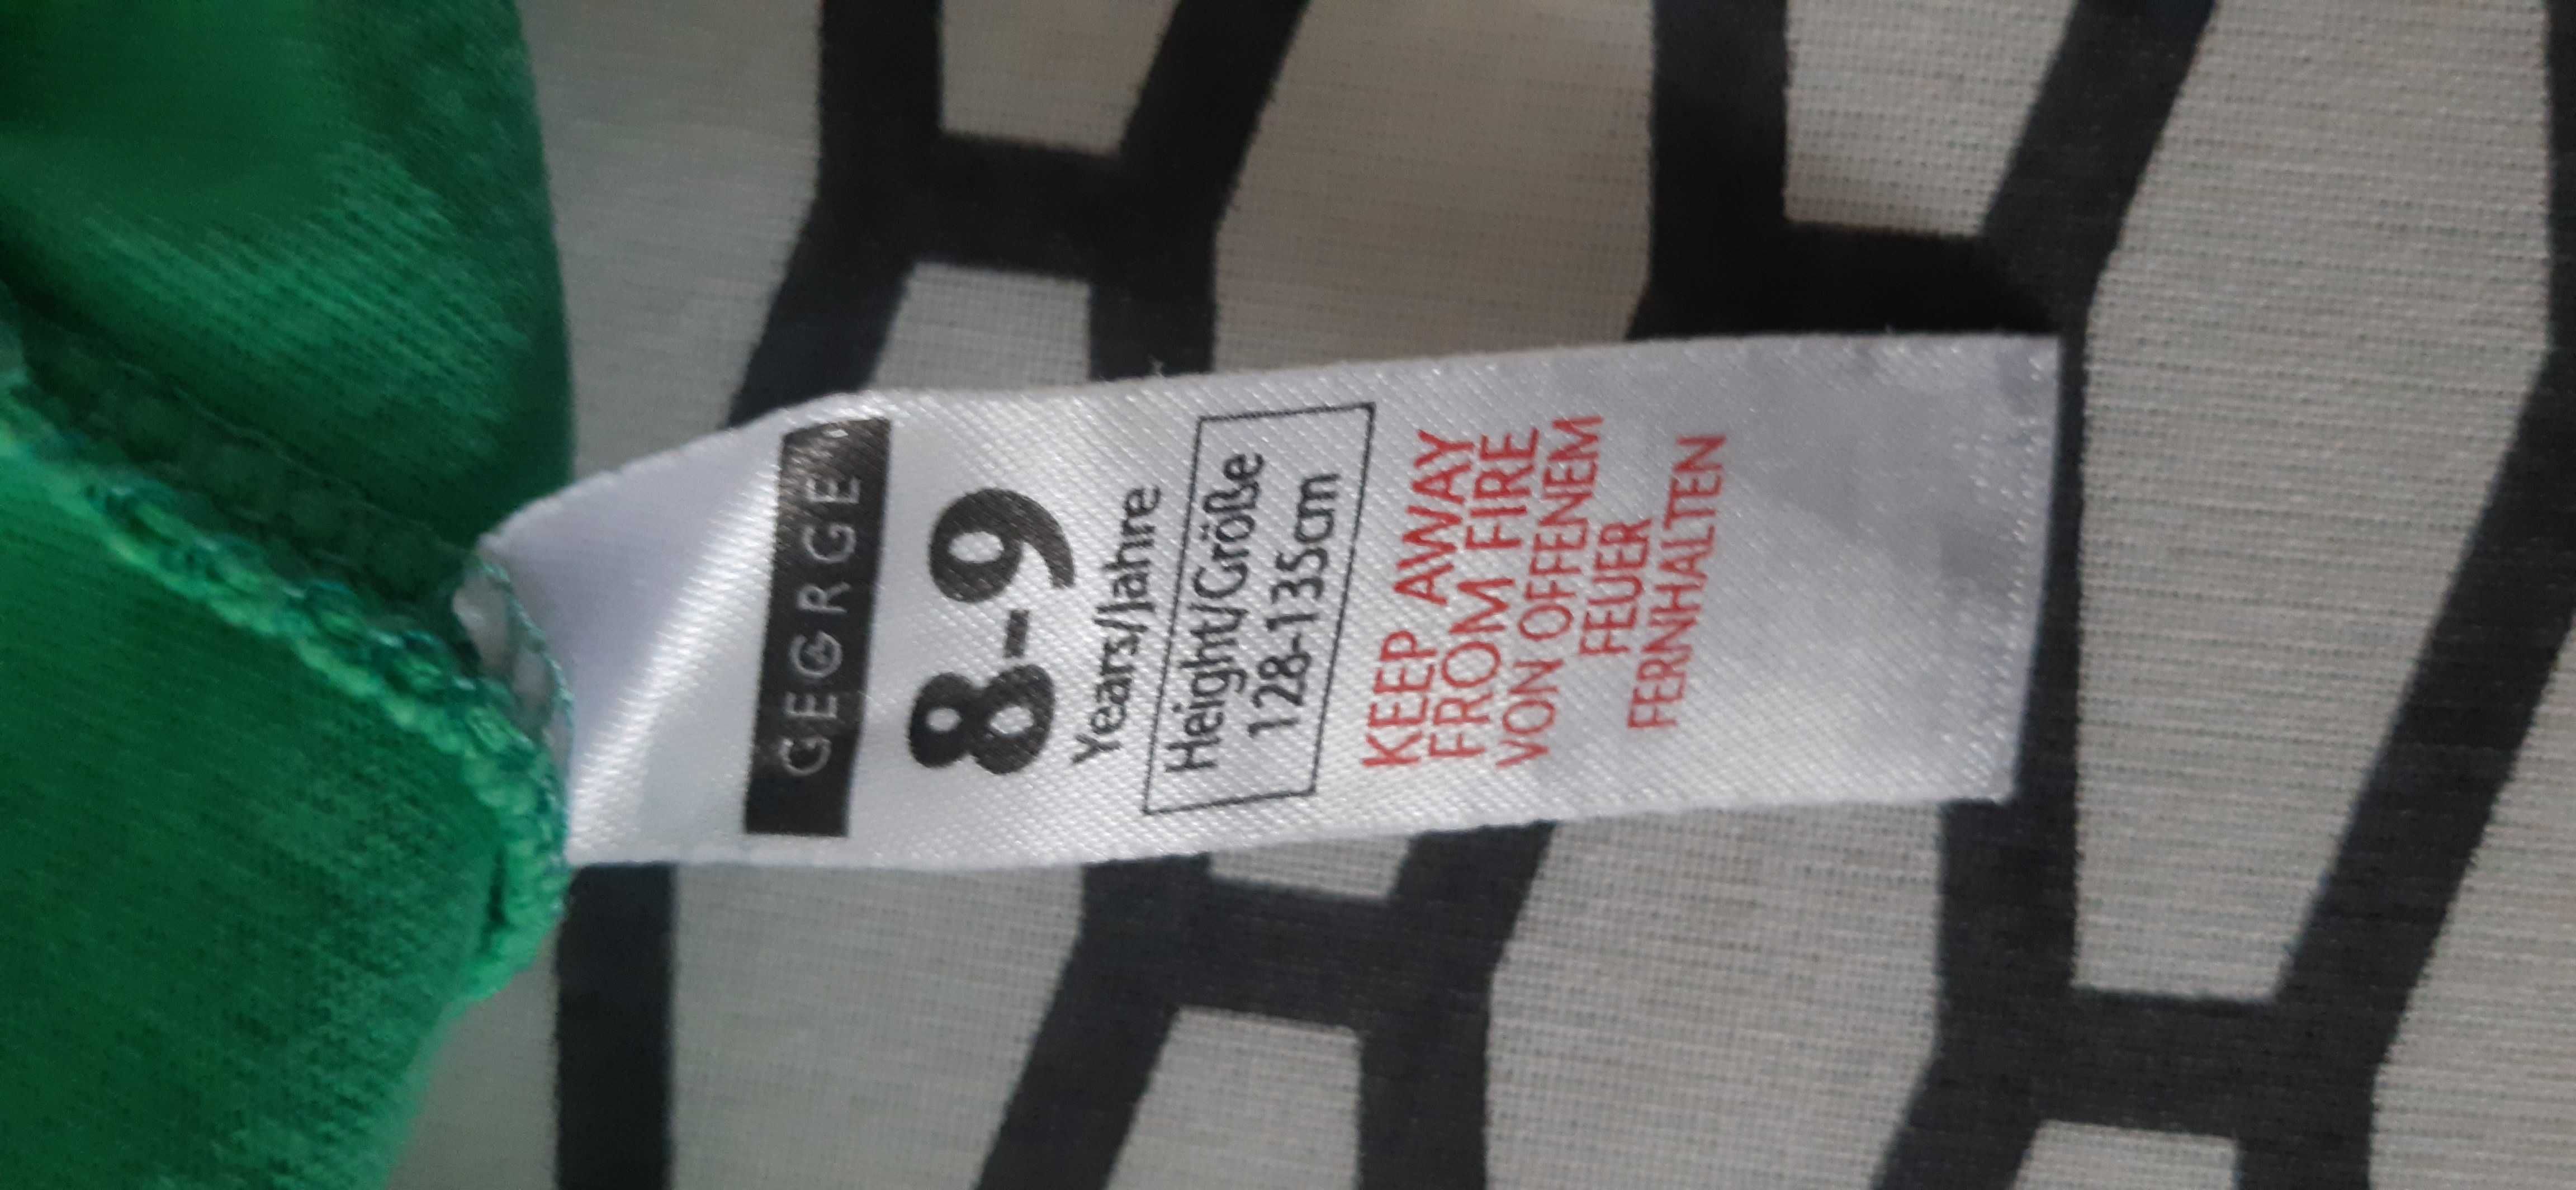 GEORGE
8-9
Years/Jahre
Height/Größe
128-135cm
KEEP AWAY
FROM FIRE
VON OFFENEM
FEUER
FERNHALTEN